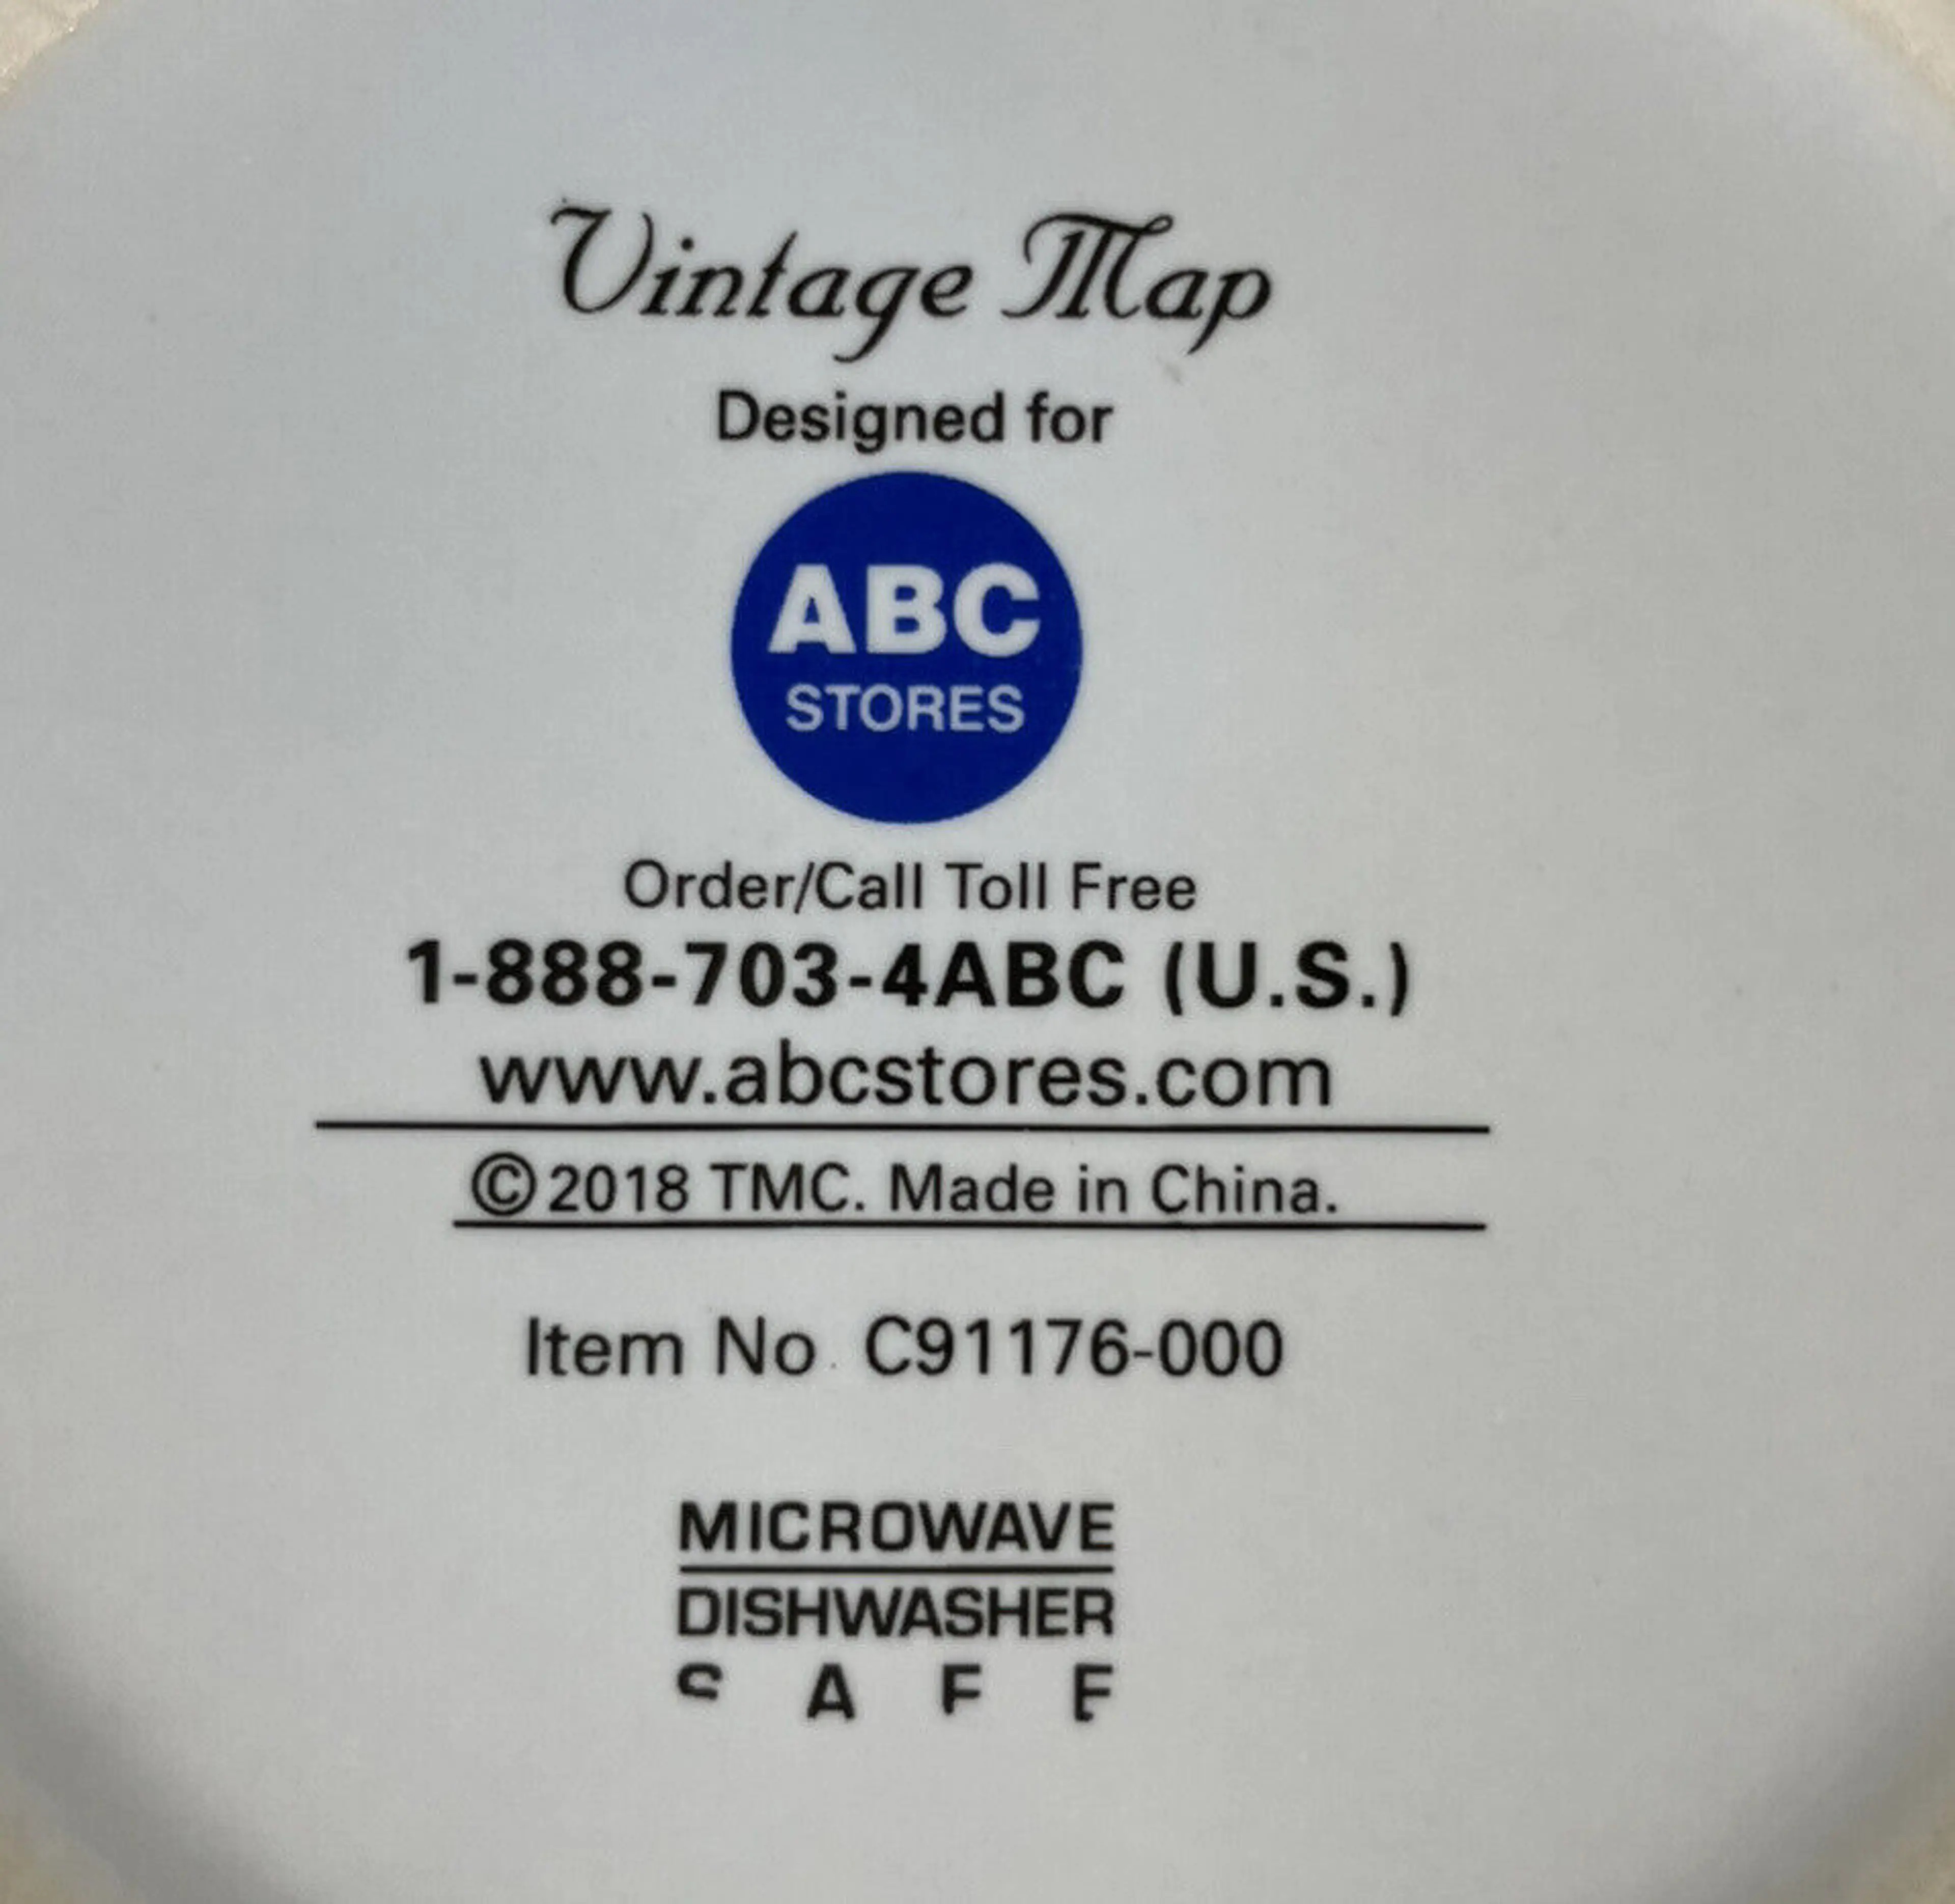 Vintage Map
Designed for
ABC
STORES
Order/Call Toll Free
1-888-703-4ABC (U.S.)
www.abcstores.com
©2018 TMC. Made in China.
Item No. C91176-000
MICROWAVE
DISHWASHER
SAFE